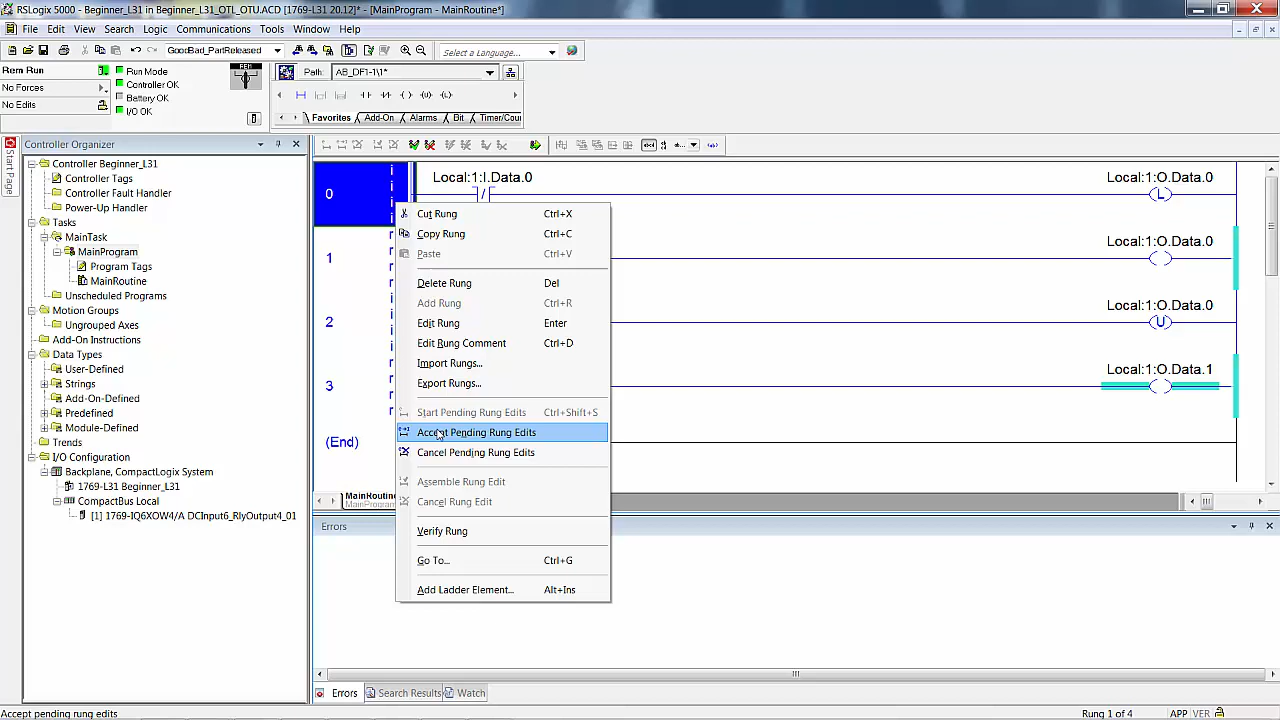 RSLogix 5000 - Beginner_L31 in Beginner_L31_OTL_OTU.ACD [1769-L31 20.12]* - [MainProgram - MainRoutine*]
File Edit View Search Logic Communications Tools Window Help
GoodBad_PartReleased
Select a Language...
Rem Run
Run Mode
REM
Path: AB_DF1-1\1*
No Forces
Controller OK
Battery OK
No Edits
I/O OK
Favorites Add-On Alarms Bit Timer/Cou
Start Page
Controller Organizer
Controller Beginner_L31
Controller Tags
Controller Fault Handler
Power-Up Handler
Tasks
MainTask
MainProgram
Program Tags
MainRoutine
Unscheduled Programs
Motion Groups
Ungrouped Axes
Add-On Instructions
Data Types
User-Defined
Strings
Add-On-Defined
Predefined
Module-Defined
Trends
I/O Configuration
Backplane, CompactLogix System
1769-L31 Beginner_L31
CompactBus Local
[1] 1769-IQ6XOW4/A DCInput6_RlyOutput4_01
0
i
i
i
i
Local:1:I.Data.0
Local:1:O.Data.0
L
1
Local:1:O.Data.0
2
Local:1:O.Data.0
U
3
Local:1:O.Data.1
(End)
Cut Rung Ctrl+X
Copy Rung Ctrl+C
Paste Ctrl+V
Delete Rung Del
Add Rung Ctrl+R
Edit Rung Enter
Edit Rung Comment Ctrl+D
Import Rungs...
Export Rungs...
Start Pending Rung Edits Ctrl+Shift+S
Accept Pending Rung Edits
Cancel Pending Rung Edits
Assemble Rung Edit
Cancel Rung Edit
Verify Rung
Go To... Ctrl+G
Add Ladder Element... Alt+Ins
MainRoutine
MainProgram
Errors
Errors Search Results Watch
Accept pending rung edits
Rung 1 of 4 APP VER